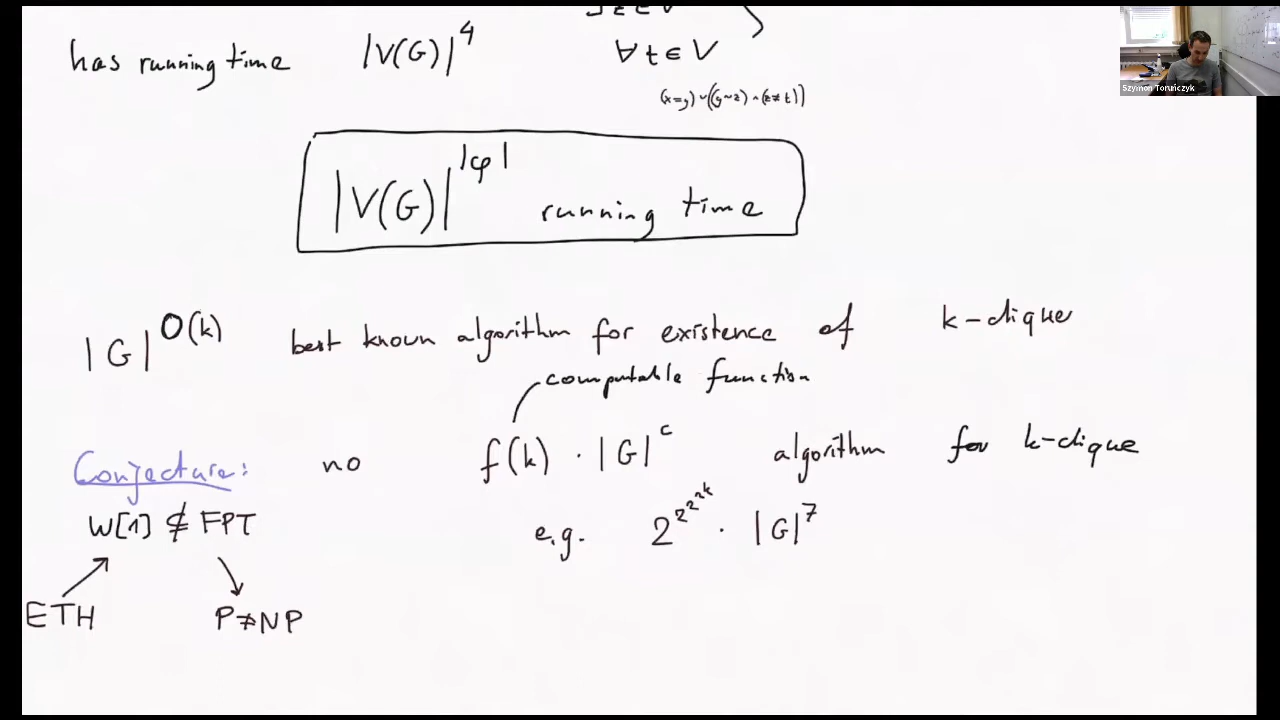 has running time |V(G)|⁴
∀ t ∈ V
(x=y) ∨ ((y~z) ∧ (z≠t))
|V(G)|^|φ| running time
|G|^O(k) best known algorithm for existence of k-clique
computable function
Conjecture: no f(k) · |G|^c algorithm for k-clique
W[1] ⊄ FPT
e.g. 2^2^2^2^k · |G|⁷
ETH P≠NP
Szymon Toruńczyk